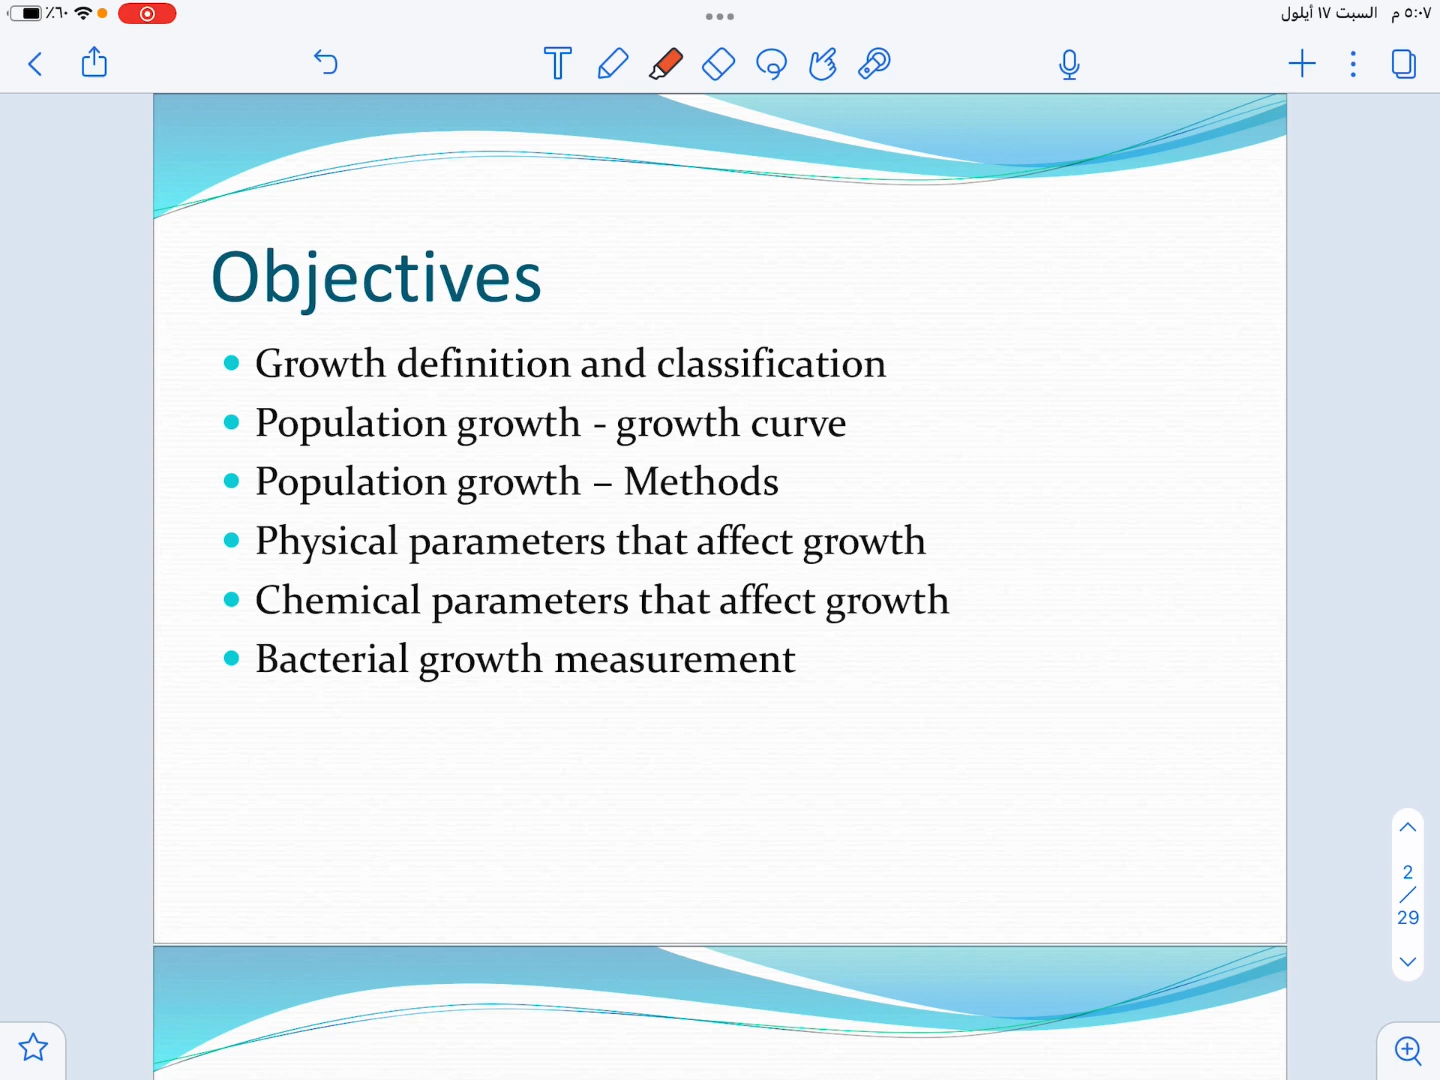 ٪٦٠
السبت ١٧ أيلول ٥:٠٧ م
T
Objectives
• Growth definition and classification
• Population growth - growth curve
• Population growth – Methods
• Physical parameters that affect growth
• Chemical parameters that affect growth
• Bacterial growth measurement
2
/
29